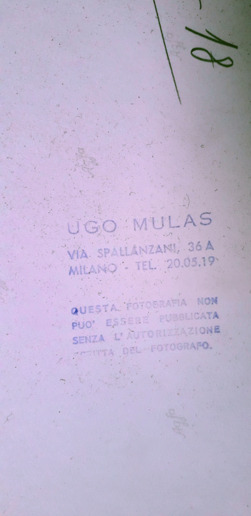 - 18
UGO MULAS
VIA SPALLANZANI, 36 A
MILANO - TEL. 20.05.19
QUESTA FOTOGRAFIA NON
PUO' ESSERE PUBBLICATA
SENZA L'AUTORIZZAZIONE
DEL FOTOGRAFO.